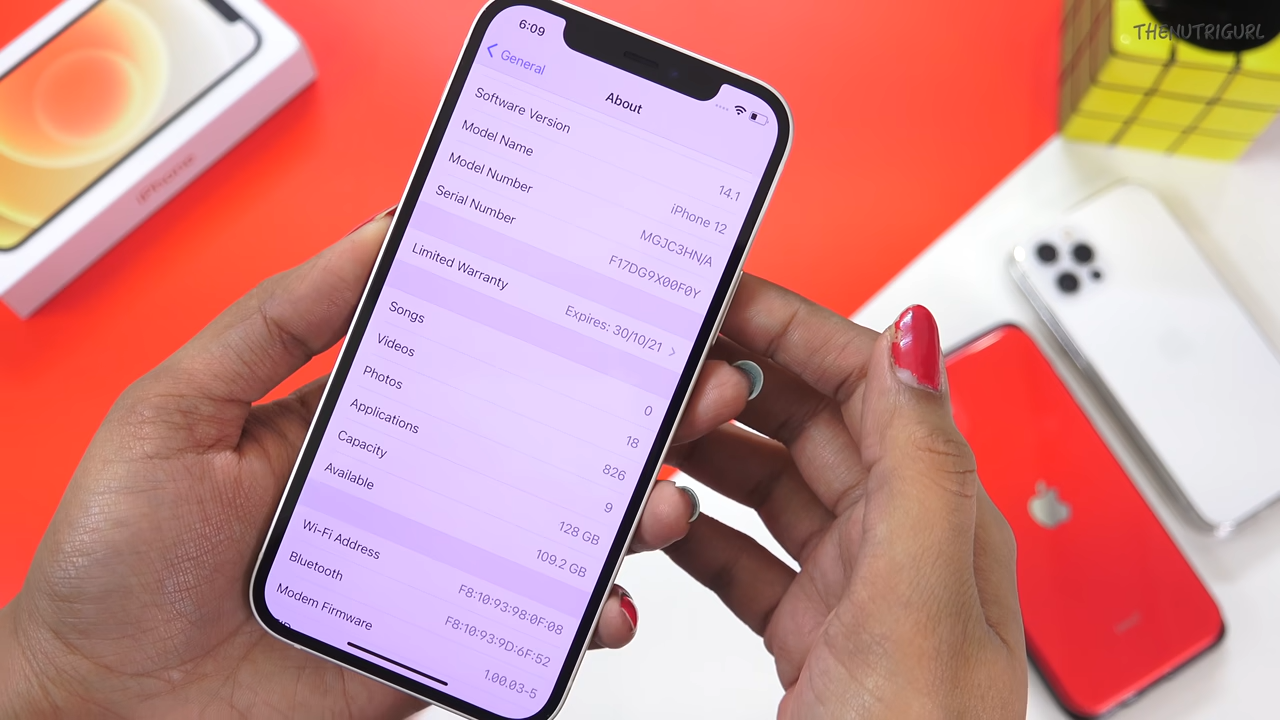 THENUTRIGURL
iPhone
6:09
General
About
Software Version 14.1
Model Name iPhone 12
Model Number MGJC3HN/A
Serial Number F17DG9X00F0Y
Limited Warranty Expires: 30/10/21
Songs 0
Videos 18
Photos 826
Applications 9
Capacity 128 GB
Available 109.2 GB
Wi-Fi Address F8:10:93:98:0F:08
Bluetooth F8:10:93:9D:6F:52
Modem Firmware 1.00.03-5